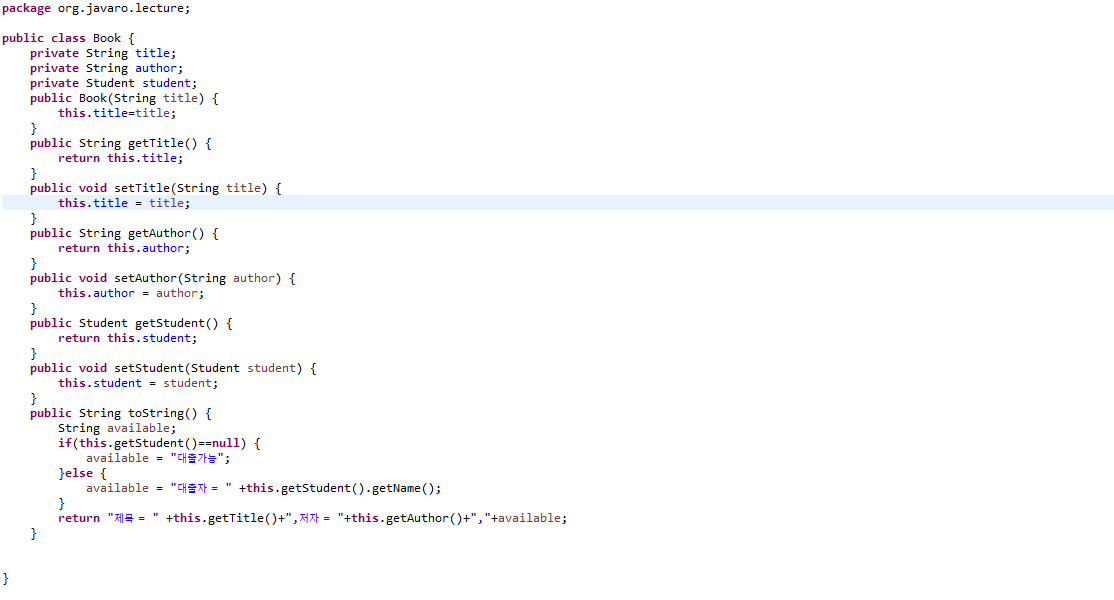 package org.javaro.lecture;
public class Book {
private String title;
private String author;
private Student student;
public Book(String title) {
this.title=title;
}
public String getTitle() {
return this.title;
}
public void setTitle(String title) {
this.title = title;
}
public String getAuthor() {
return this.author;
}
public void setAuthor(String author) {
this.author = author;
}
public Student getStudent() {
return this.student;
}
public void setStudent(Student student) {
this.student = student;
}
public String toString() {
String available;
if(this.getStudent()==null) {
available = "대출가능";
}else {
available = "대출자 = " +this.getStudent().getName();
}
return "제목 = " +this.getTitle()+",저자 = "+this.getAuthor()+","+available;
}
}